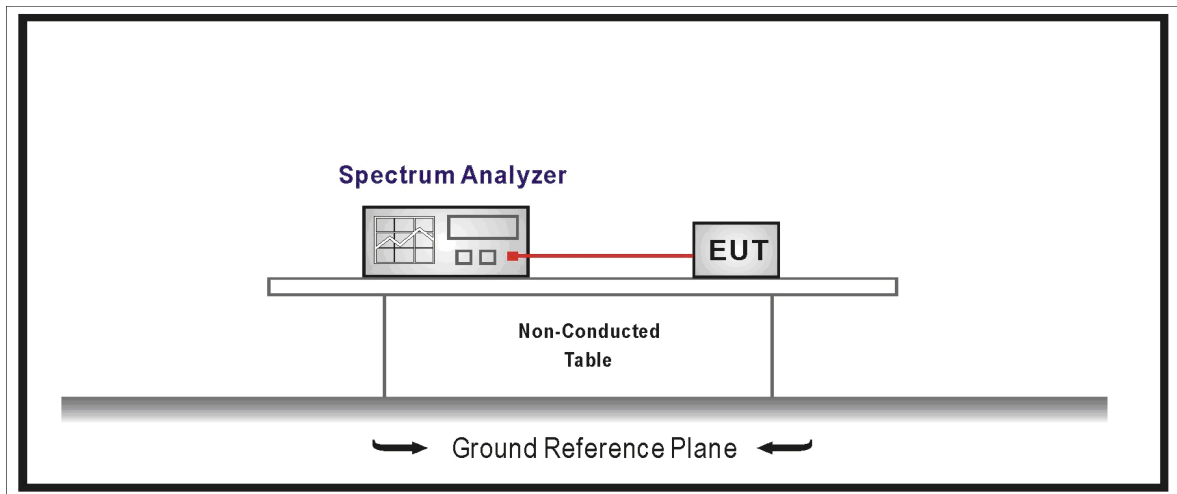 Spectrum Analyzer
EUT
Non-Conducted
Table
Ground Reference Plane